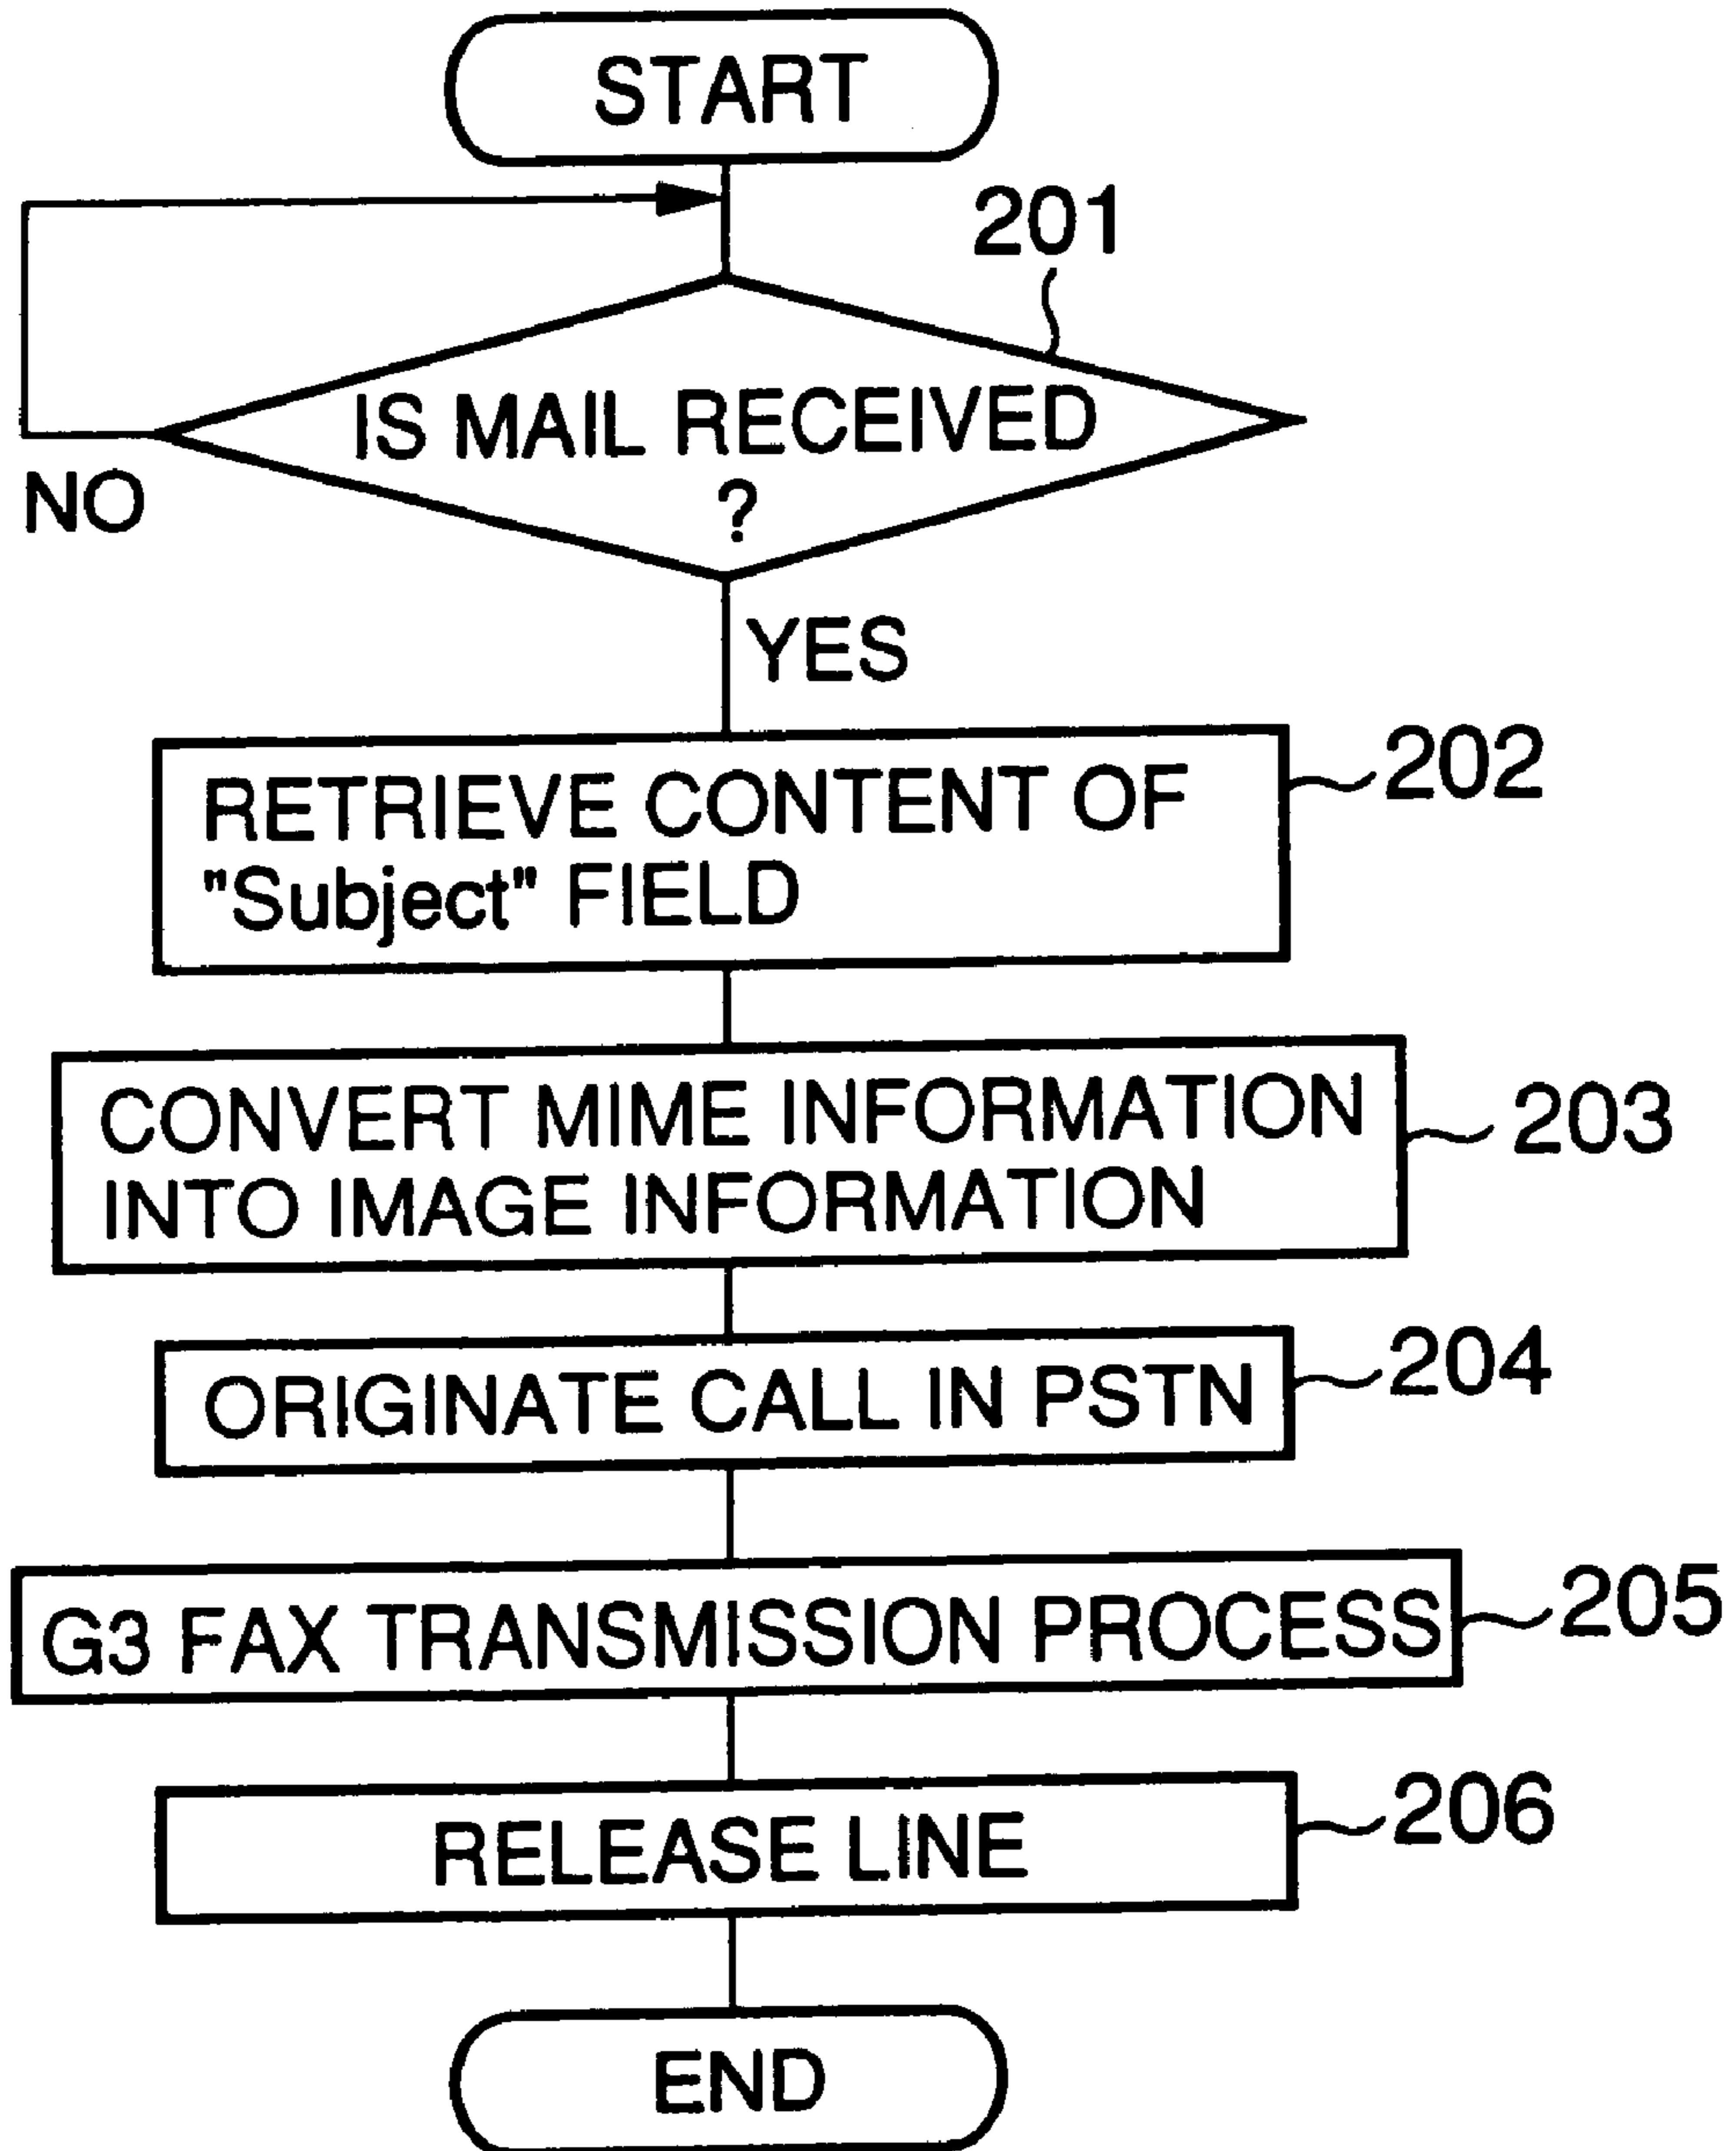 START
201
IS MAIL RECEIVED
?
NO
YES
RETRIEVE CONTENT OF
"Subject" FIELD
202
CONVERT MIME INFORMATION
INTO IMAGE INFORMATION
203
ORIGINATE CALL IN PSTN
204
G3 FAX TRANSMISSION PROCESS
205
RELEASE LINE
206
END